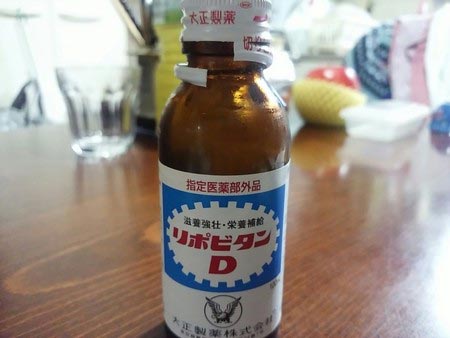 大正製薬
切
指定医薬部外品
滋養強壮・栄養補給
リポビタン
D
大正製薬株式会社